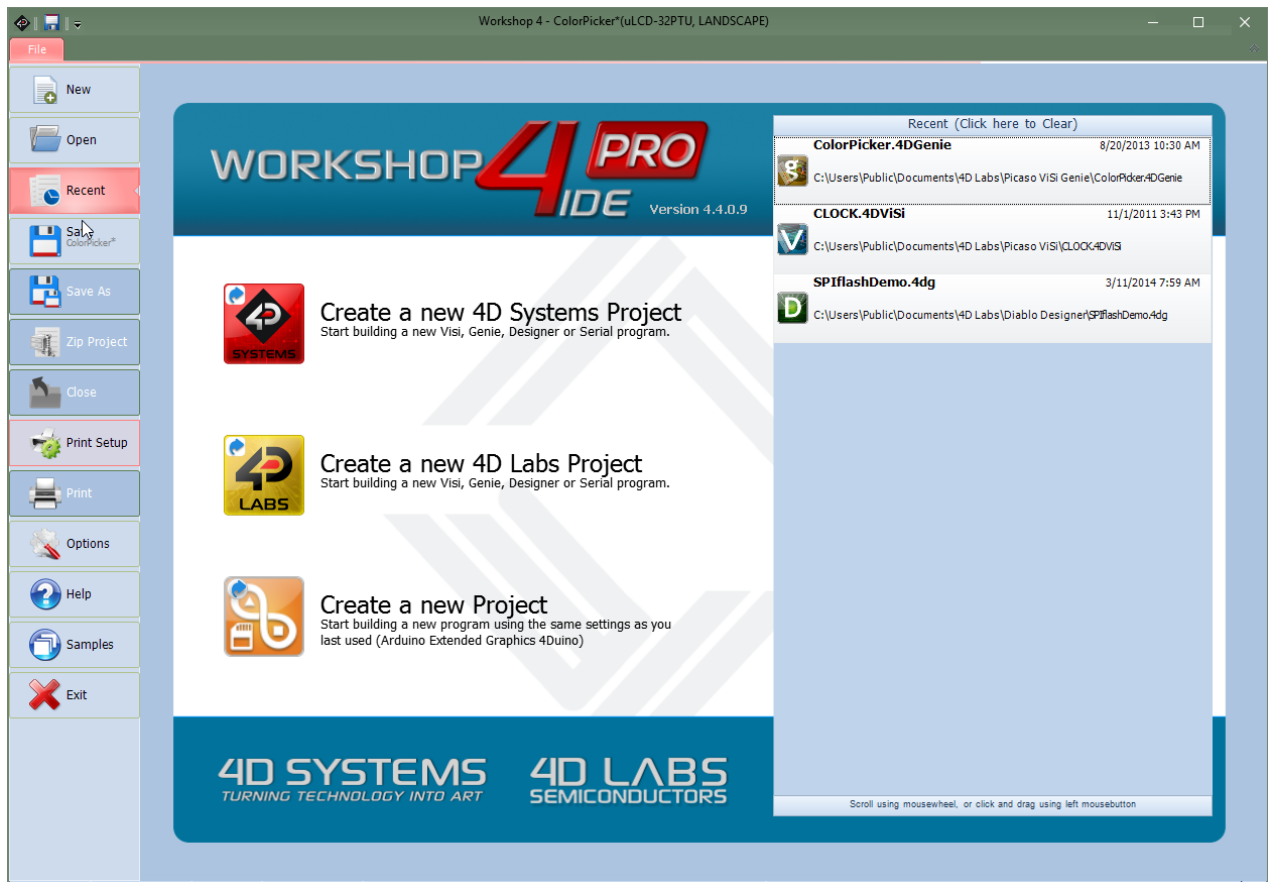 Workshop 4 - ColorPicker*(uLCD-32PTU, LANDSCAPE)
File
New
Open
Recent
Save
ColorPicker*
Save As
Zip Project
Close
Print Setup
Print
Options
Help
Samples
Exit
WORKSHOP 4 PRO
IDE Version 4.4.0.9
Create a new 4D Systems Project
Start building a new Visi, Genie, Designer or Serial program.
4D
SYSTEMS
Create a new 4D Labs Project
Start building a new Visi, Genie, Designer or Serial program.
4D
LABS
Create a new Project
Start building a new program using the same settings as you
last used (Arduino Extended Graphics 4Duino)
4D SYSTEMS
TURNING TECHNOLOGY INTO ART
4D LABS
SEMICONDUCTORS
Recent (Click here to Clear)
ColorPicker.4DGenie 8/20/2013 10:30 AM
C:\Users\Public\Documents\4D Labs\Picaso ViSi Genie\ColorPicker.4DGenie
CLOCK.4DViSi 11/1/2011 3:43 PM
C:\Users\Public\Documents\4D Labs\Picaso ViSi\CLOCK.4DViSi
SPIflashDemo.4dg 3/11/2014 7:59 AM
C:\Users\Public\Documents\4D Labs\Diablo Designer\SPIflashDemo.4dg
Scroll using mousewheel, or click and drag using left mousebutton